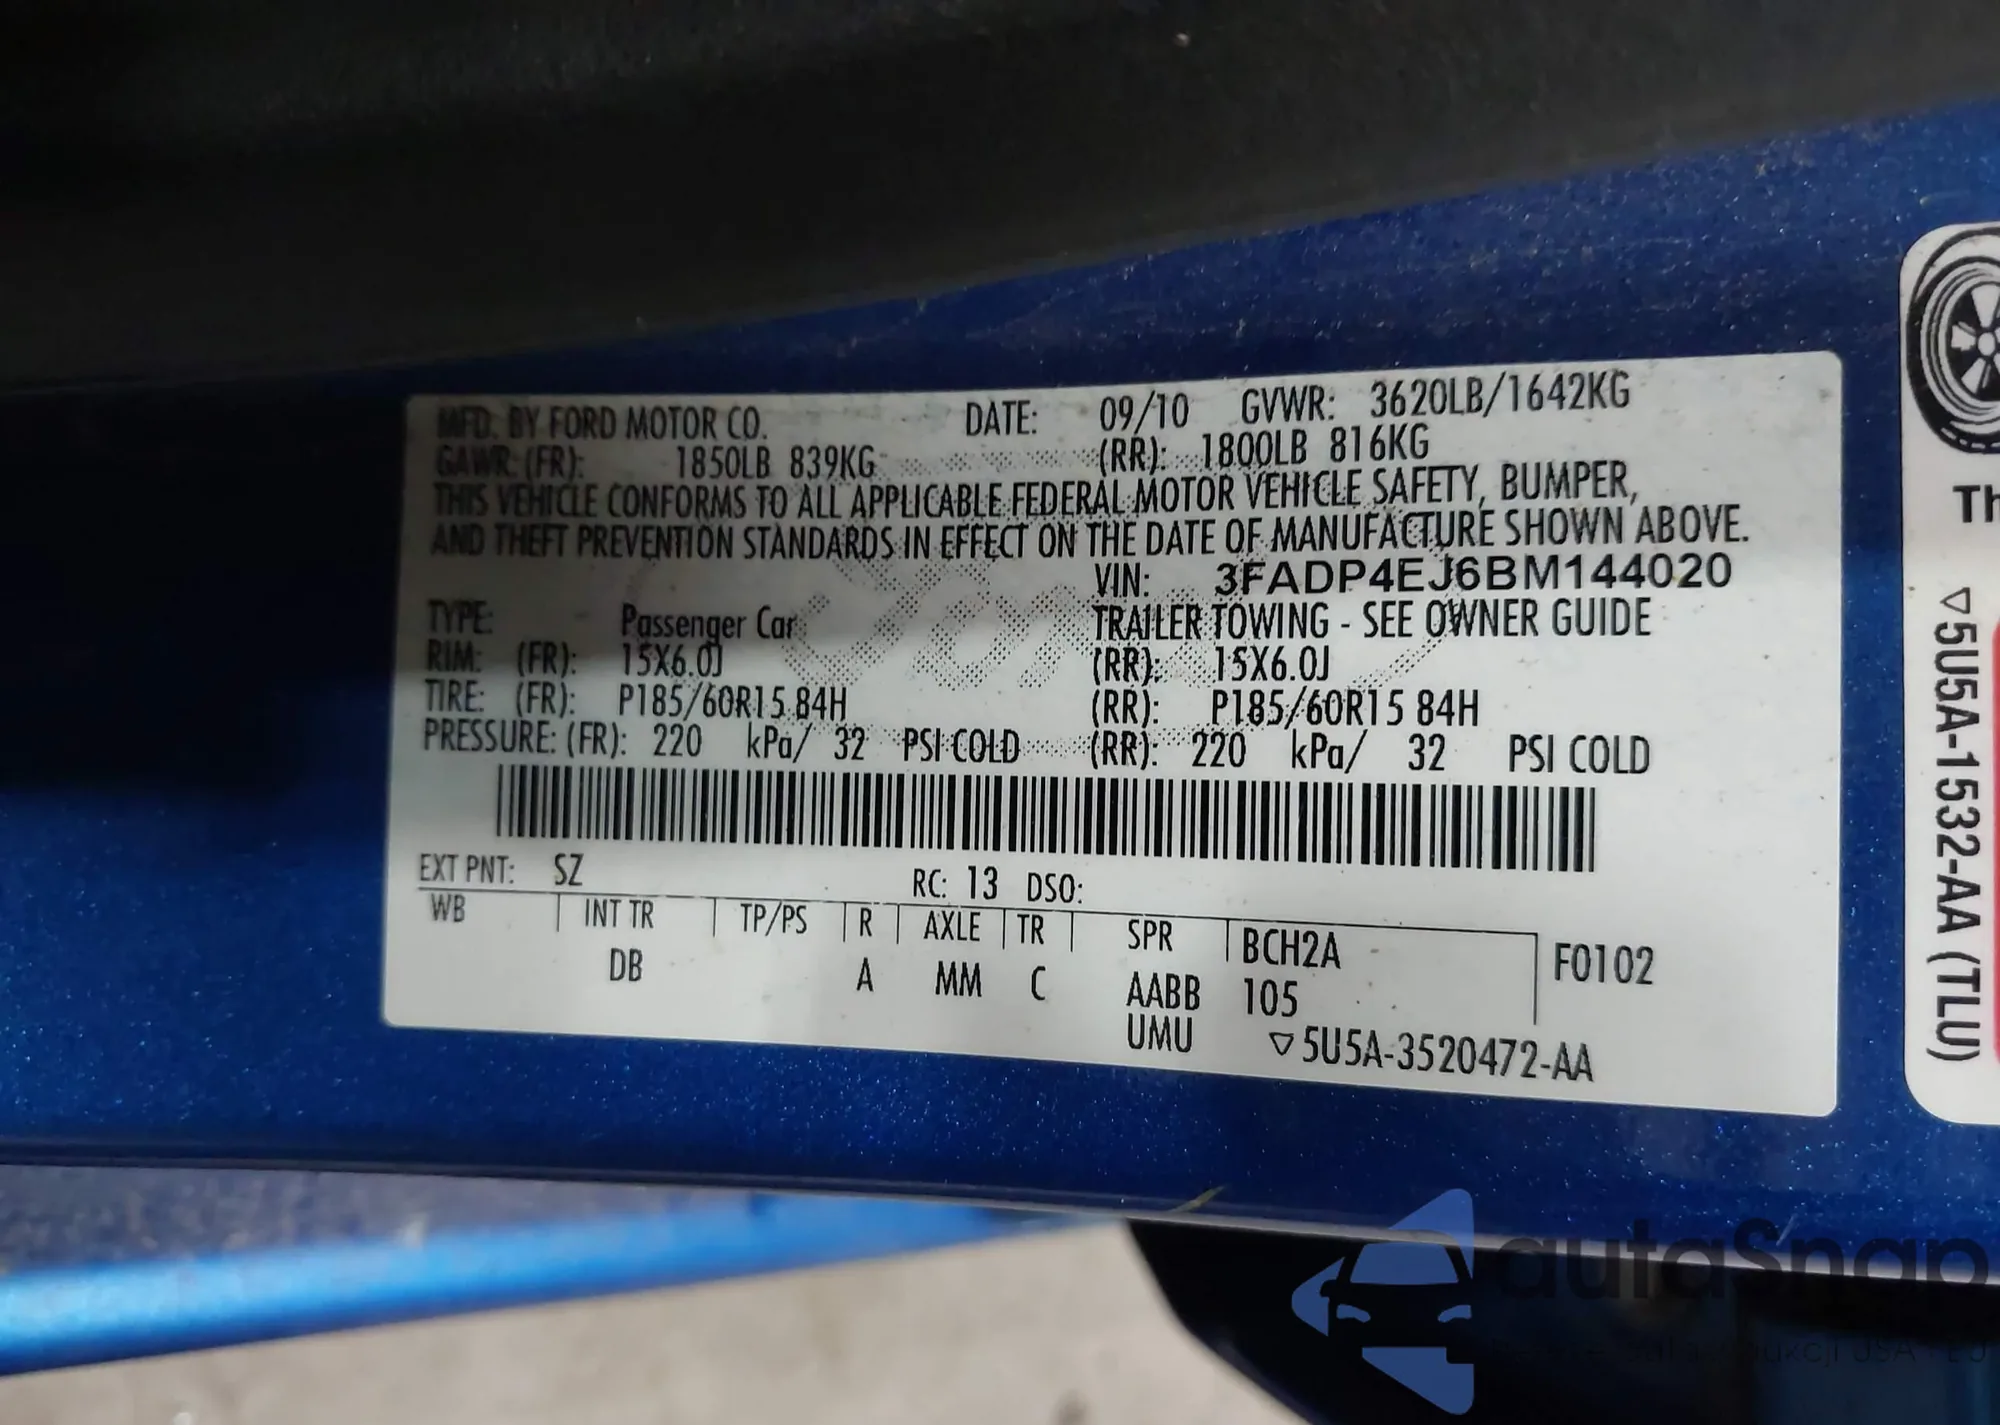 MFD. BY FORD MOTOR CO. DATE: 09/10 GVWR: 3620LB/1642KG
GAWR: (FR): 1850LB 839KG (RR): 1800LB 816KG
THIS VEHICLE CONFORMS TO ALL APPLICABLE FEDERAL MOTOR VEHICLE SAFETY, BUMPER,
AND THEFT PREVENTION STANDARDS IN EFFECT ON THE DATE OF MANUFACTURE SHOWN ABOVE.
VIN: 3FADP4EJ6BM144020
TYPE: Passenger Car TRAILER TOWING - SEE OWNER GUIDE
RIM: (FR): 15X6.0J (RR): 15X6.0J
TIRE: (FR): P185/60R15 84H (RR): P185/60R15 84H
PRESSURE: (FR): 220 kPa/ 32 PSI COLD (RR): 220 kPa/ 32 PSI COLD
EXT PNT: SZ RC: 13 DSO:
WB INT TR TP/PS R AXLE TR SPR BCH2A F0102
DB A MM C AABB 105
UMU ▽5U5A-3520472-AA
Th
▽5U5A-1532-AA (TLU)
autaSnap